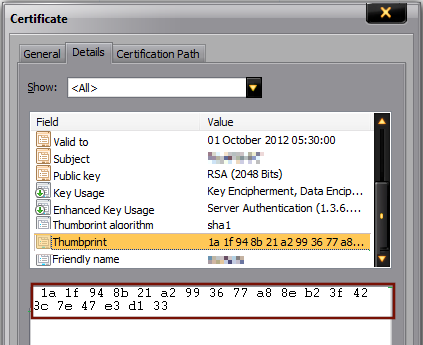 Certificate
General Details Certification Path
Show: <All>
Field Value
Valid to 01 October 2012 05:30:00
Subject
Public key RSA (2048 Bits)
Key Usage Key Encipherment, Data Encip...
Enhanced Key Usage Server Authentication (1.3.6....
Thumbprint algorithm sha1
Thumbprint 1a 1f 94 8b 21 a2 99 36 77 a8...
Friendly name
1a 1f 94 8b 21 a2 99 36 77 a8 8e b2 3f 42
3c 7e 47 e3 d1 33